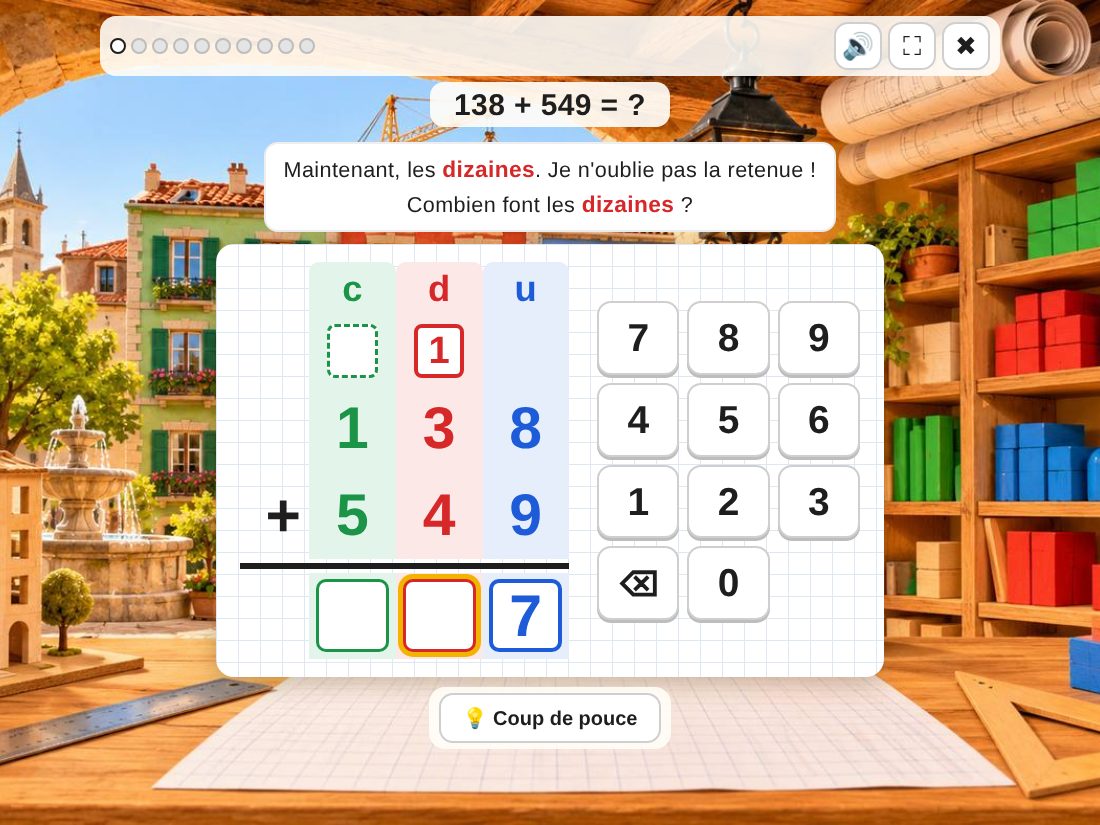 138 + 549 = ?
Maintenant, les dizaines. Je n'oublie pas la retenue !
Combien font les dizaines ?
c d u
1
1 3 8
+ 5 4 9
7
7 8 9
4 5 6
1 2 3
0
Coup de pouce